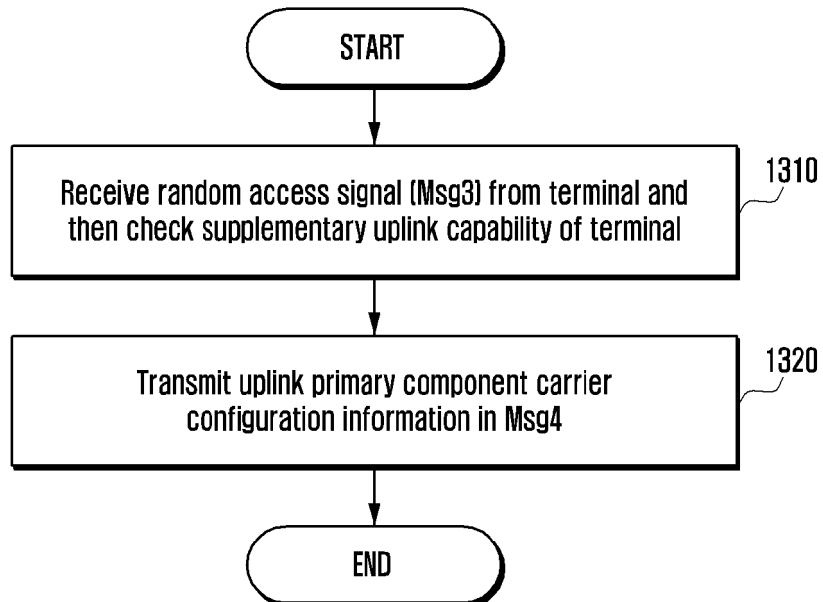 START
Receive random access signal (Msg3) from terminal and
then check supplementary uplink capability of terminal
1310
Transmit uplink primary component carrier
configuration information in Msg4
1320
END